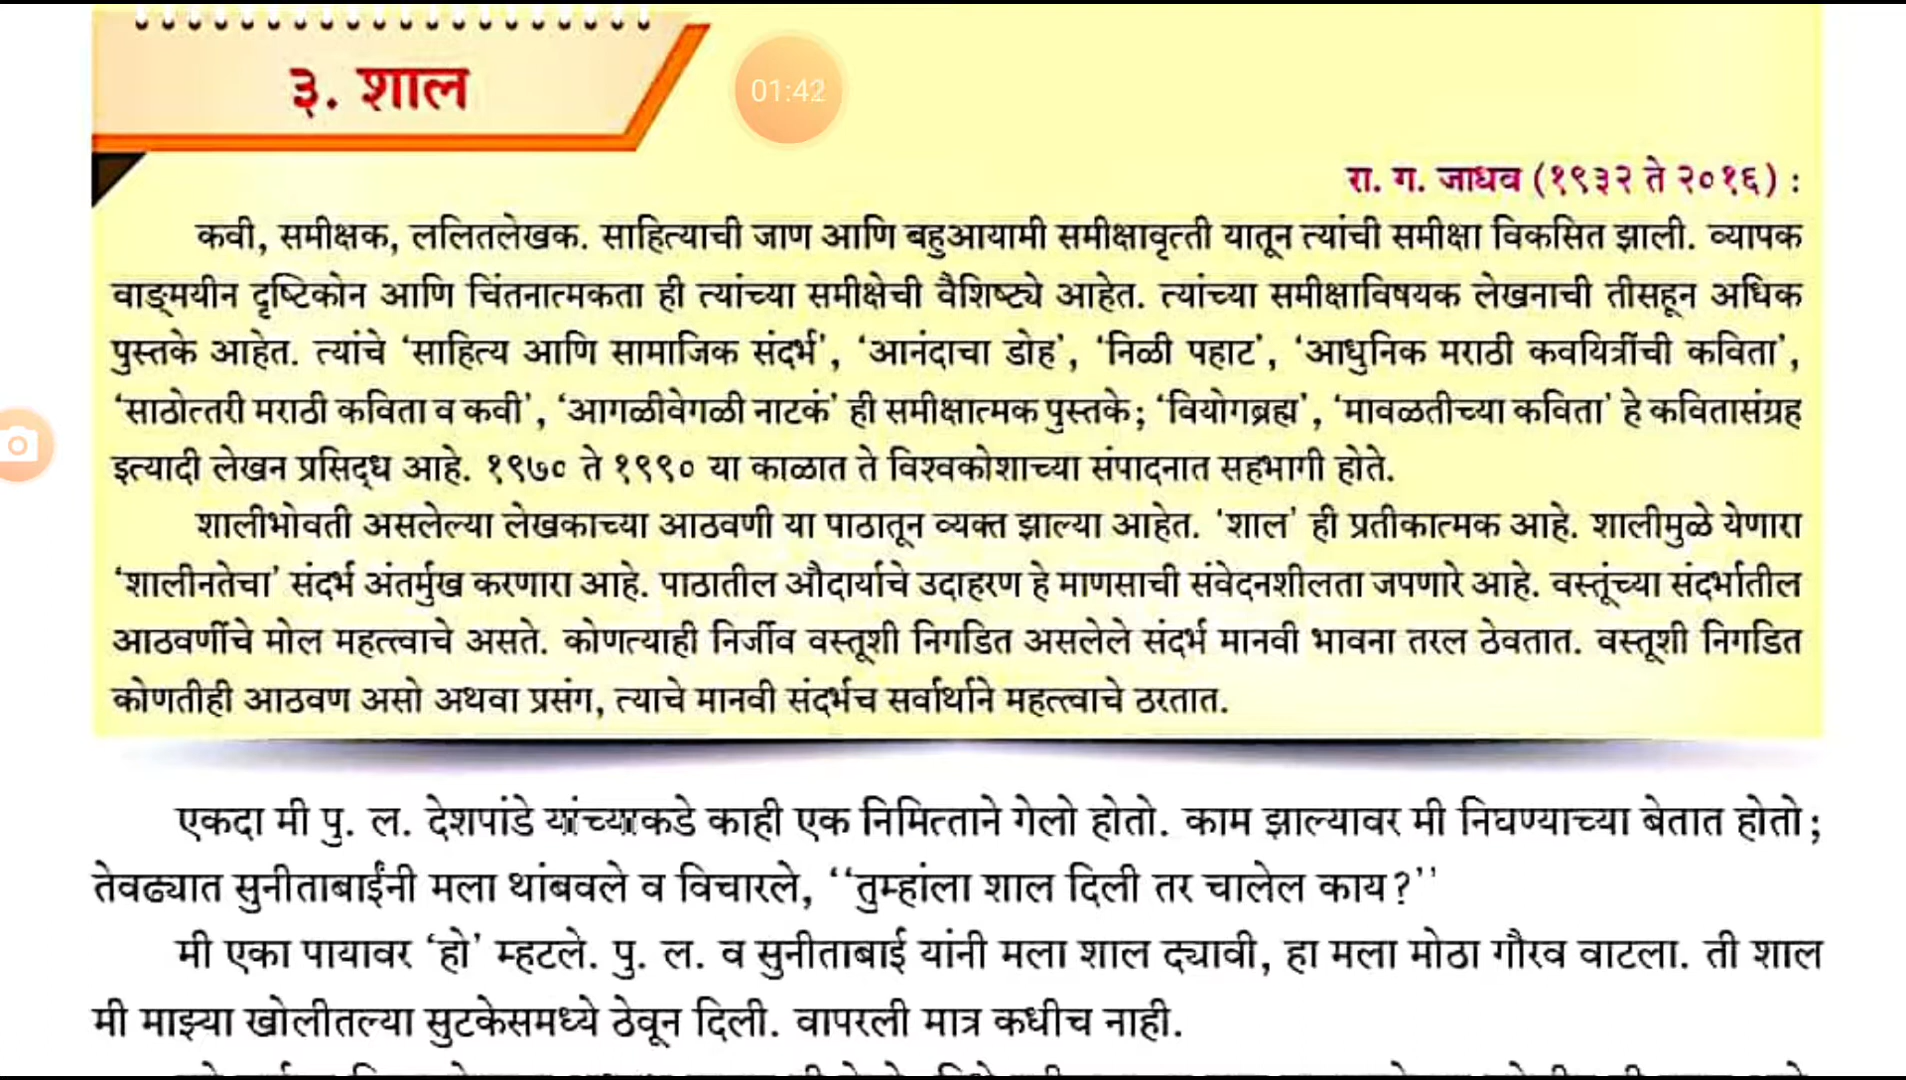 ३. शाल
01:42
रा. ग. जाधव (१९३२ ते २०१६) :
कवी, समीक्षक, ललितलेखक. साहित्याची जाण आणि बहुआयामी समीक्षावृत्ती यातून त्यांची समीक्षा विकसित झाली. व्यापक
वाङ्मयीन दृष्टिकोन आणि चिंतनात्मकता ही त्यांच्या समीक्षेची वैशिष्ट्ये आहेत. त्यांच्या समीक्षाविषयक लेखनाची तीसहून अधिक
पुस्तके आहेत. त्यांचे ‘साहित्य आणि सामाजिक संदर्भ’, ‘आनंदाचा डोह’, ‘निळी पहाट’, ‘आधुनिक मराठी कवयित्रींची कविता’,
‘साठोत्तरी मराठी कविता व कवी’, ‘आगळीवेगळी नाटकं’ ही समीक्षात्मक पुस्तके; ‘वियोगब्रह्म’, ‘मावळतीच्या कविता’ हे कवितासंग्रह
इत्यादी लेखन प्रसिद्ध आहे. १९७० ते १९९० या काळात ते विश्वकोशाच्या संपादनात सहभागी होते.
शालीभोवती असलेल्या लेखकाच्या आठवणी या पाठातून व्यक्त झाल्या आहेत. ‘शाल’ ही प्रतीकात्मक आहे. शालीमुळे येणारा
‘शालीनतेचा’ संदर्भ अंतर्मुख करणारा आहे. पाठातील औदार्याचे उदाहरण हे माणसाची संवेदनशीलता जपणारे आहे. वस्तूंच्या संदर्भातील
आठवणींचे मोल महत्त्वाचे असते. कोणत्याही निर्जीव वस्तूशी निगडित असलेले संदर्भ मानवी भावना तरल ठेवतात. वस्तूशी निगडित
कोणतीही आठवण असो अथवा प्रसंग, त्याचे मानवी संदर्भच सर्वार्थाने महत्त्वाचे ठरतात.
एकदा मी पु. ल. देशपांडे यांच्याकडे काही एक निमित्ताने गेलो होतो. काम झाल्यावर मी निघण्याच्या बेतात होतो;
तेवढ्यात सुनीताबाईंनी मला थांबवले व विचारले, ‘‘तुम्हांला शाल दिली तर चालेल काय?’’
मी एका पायावर ‘हो’ म्हटले. पु. ल. व सुनीताबाई यांनी मला शाल द्यावी, हा मला मोठा गौरव वाटला. ती शाल
मी माझ्या खोलीतल्या सुटकेसमध्ये ठेवून दिली. वापरली मात्र कधीच नाही.